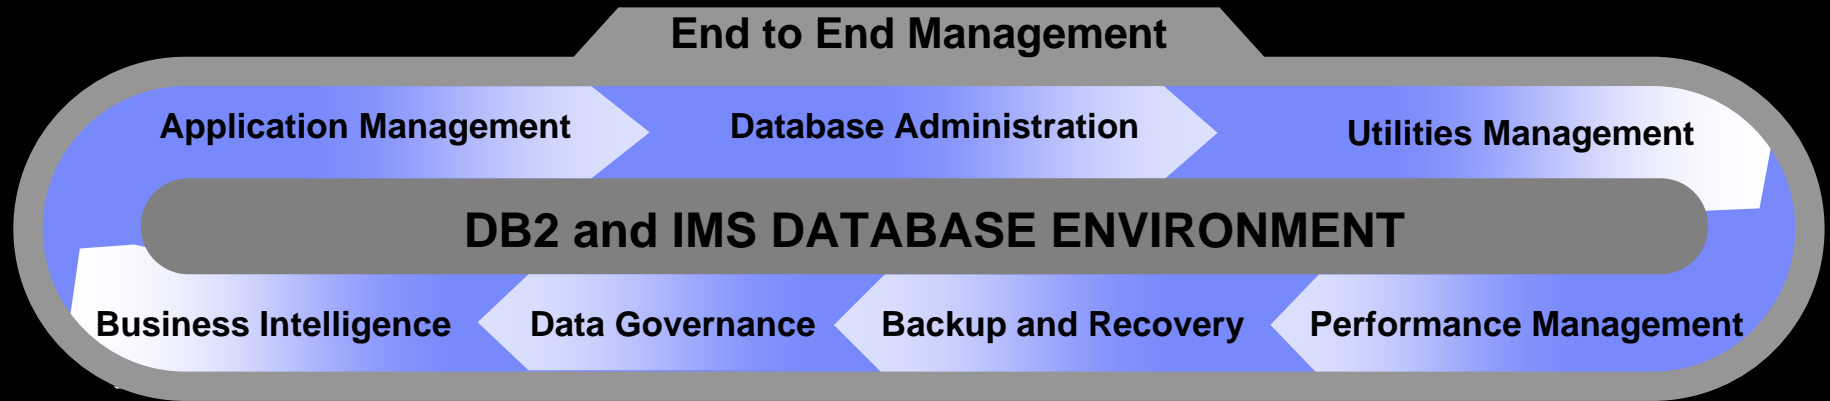 End to End Management
Application Management
Database Administration
Utilities Management
DB2 and IMS DATABASE ENVIRONMENT
Business Intelligence
Data Governance
Backup and Recovery
Performance Management